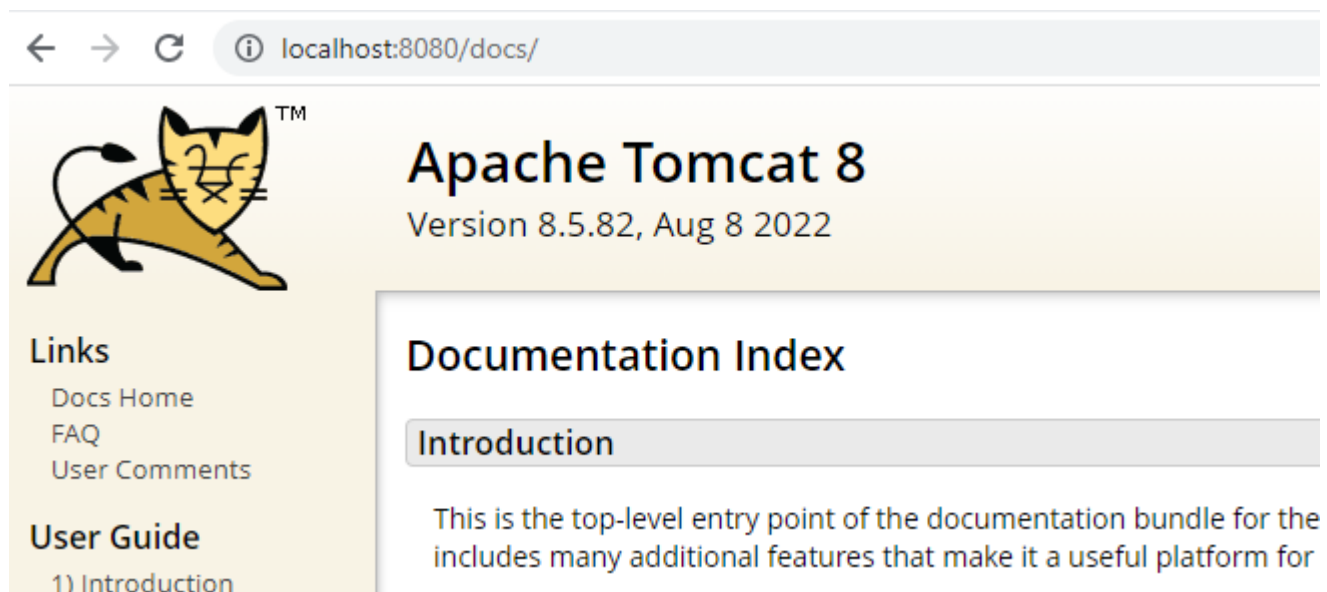 localhost:8080/docs/
TM
Apache Tomcat 8
Version 8.5.82, Aug 8 2022
Links
Docs Home
FAQ
User Comments
User Guide
1) Introduction
Documentation Index
Introduction
This is the top-level entry point of the documentation bundle for the
includes many additional features that make it a useful platform for